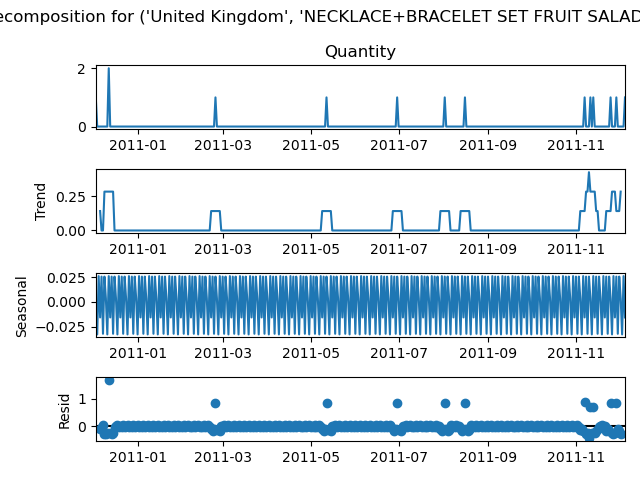 ecomposition for ('United Kingdom', 'NECKLACE+BRACELET SET FRUIT SALAD
Quantity
2
0
2011-01 2011-03 2011-05 2011-07 2011-09 2011-11
Trend
0.25
0.00
2011-01 2011-03 2011-05 2011-07 2011-09 2011-11
Seasonal
0.025
0.000
−0.025
2011-01 2011-03 2011-05 2011-07 2011-09 2011-11
Resid
1
0
2011-01 2011-03 2011-05 2011-07 2011-09 2011-11